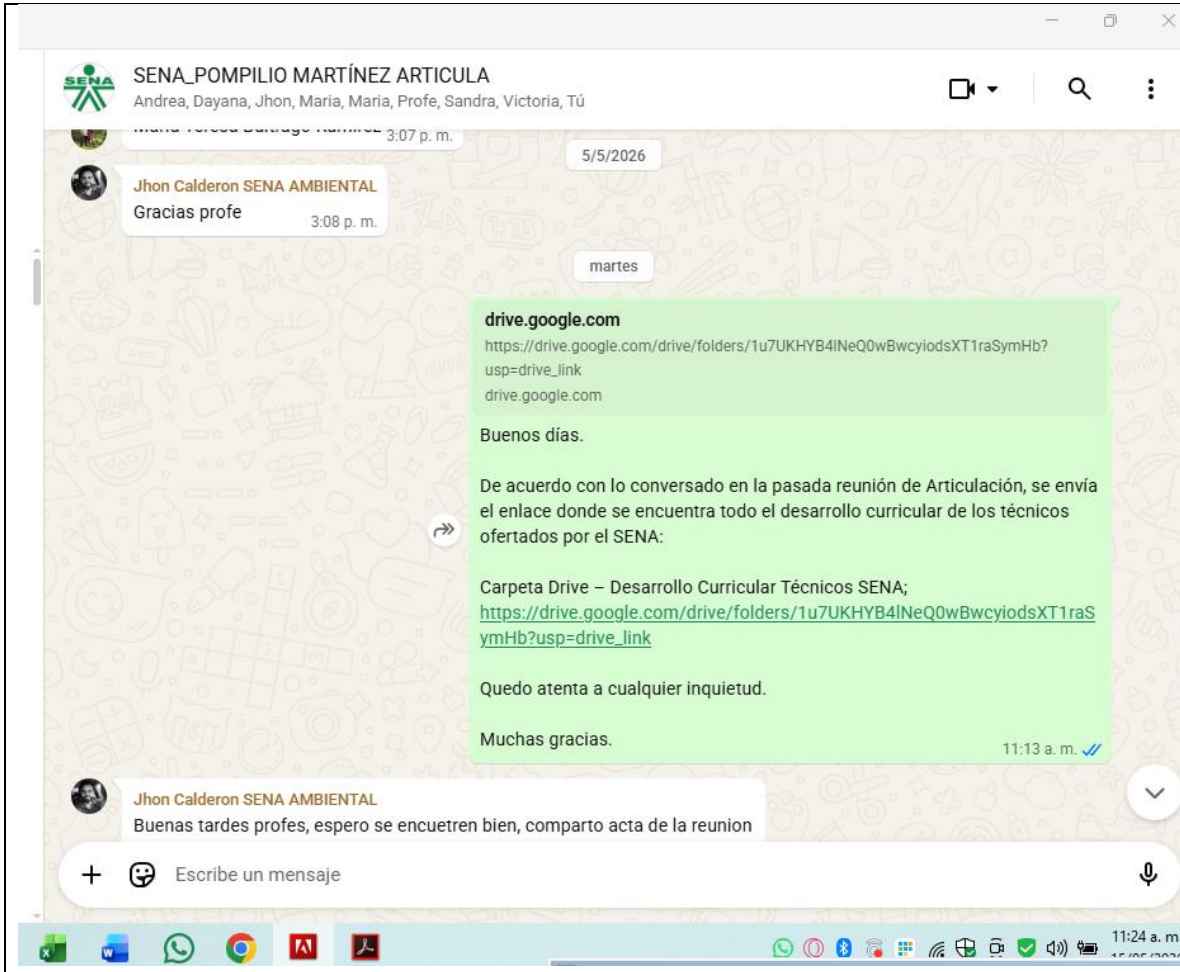 SENA
SENA_POMPILIO MARTÍNEZ ARTICULA
Andrea, Dayana, Jhon, Maria, Maria, Profe, Sandra, Victoria, Tú
3:07 p. m.
5/5/2026
Jhon Calderon SENA AMBIENTAL
Gracias profe
3:08 p. m.
martes
drive.google.com
https://drive.google.com/drive/folders/1u7UKHYB4lNeQ0wBwcyiodsXT1raSymHb?
usp=drive_link
drive.google.com
Buenos días.
De acuerdo con lo conversado en la pasada reunión de Articulación, se envía
el enlace donde se encuentra todo el desarrollo curricular de los técnicos
ofertados por el SENA:
Carpeta Drive – Desarrollo Curricular Técnicos SENA;
https://drive.google.com/drive/folders/1u7UKHYB4lNeQ0wBwcyiodsXT1raS
ymHb?usp=drive_link
Quedo atenta a cualquier inquietud.
Muchas gracias.
11:13 a. m.
Jhon Calderon SENA AMBIENTAL
Buenas tardes profes, espero se encuetren bien, comparto acta de la reunion
Escribe un mensaje
11:24 a. m